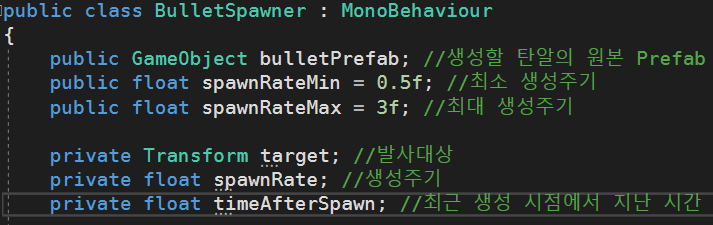 public class BulletSpawner : MonoBehaviour
{
public GameObject bulletPrefab; //생성할 탄알의 원본 Prefab
public float spawnRateMin = 0.5f; //최소 생성주기
public float spawnRateMax = 3f; //최대 생성주기
private Transform target; //발사대상
private float spawnRate; //생성주기
private float timeAfterSpawn; //최근 생성 시점에서 지난 시간